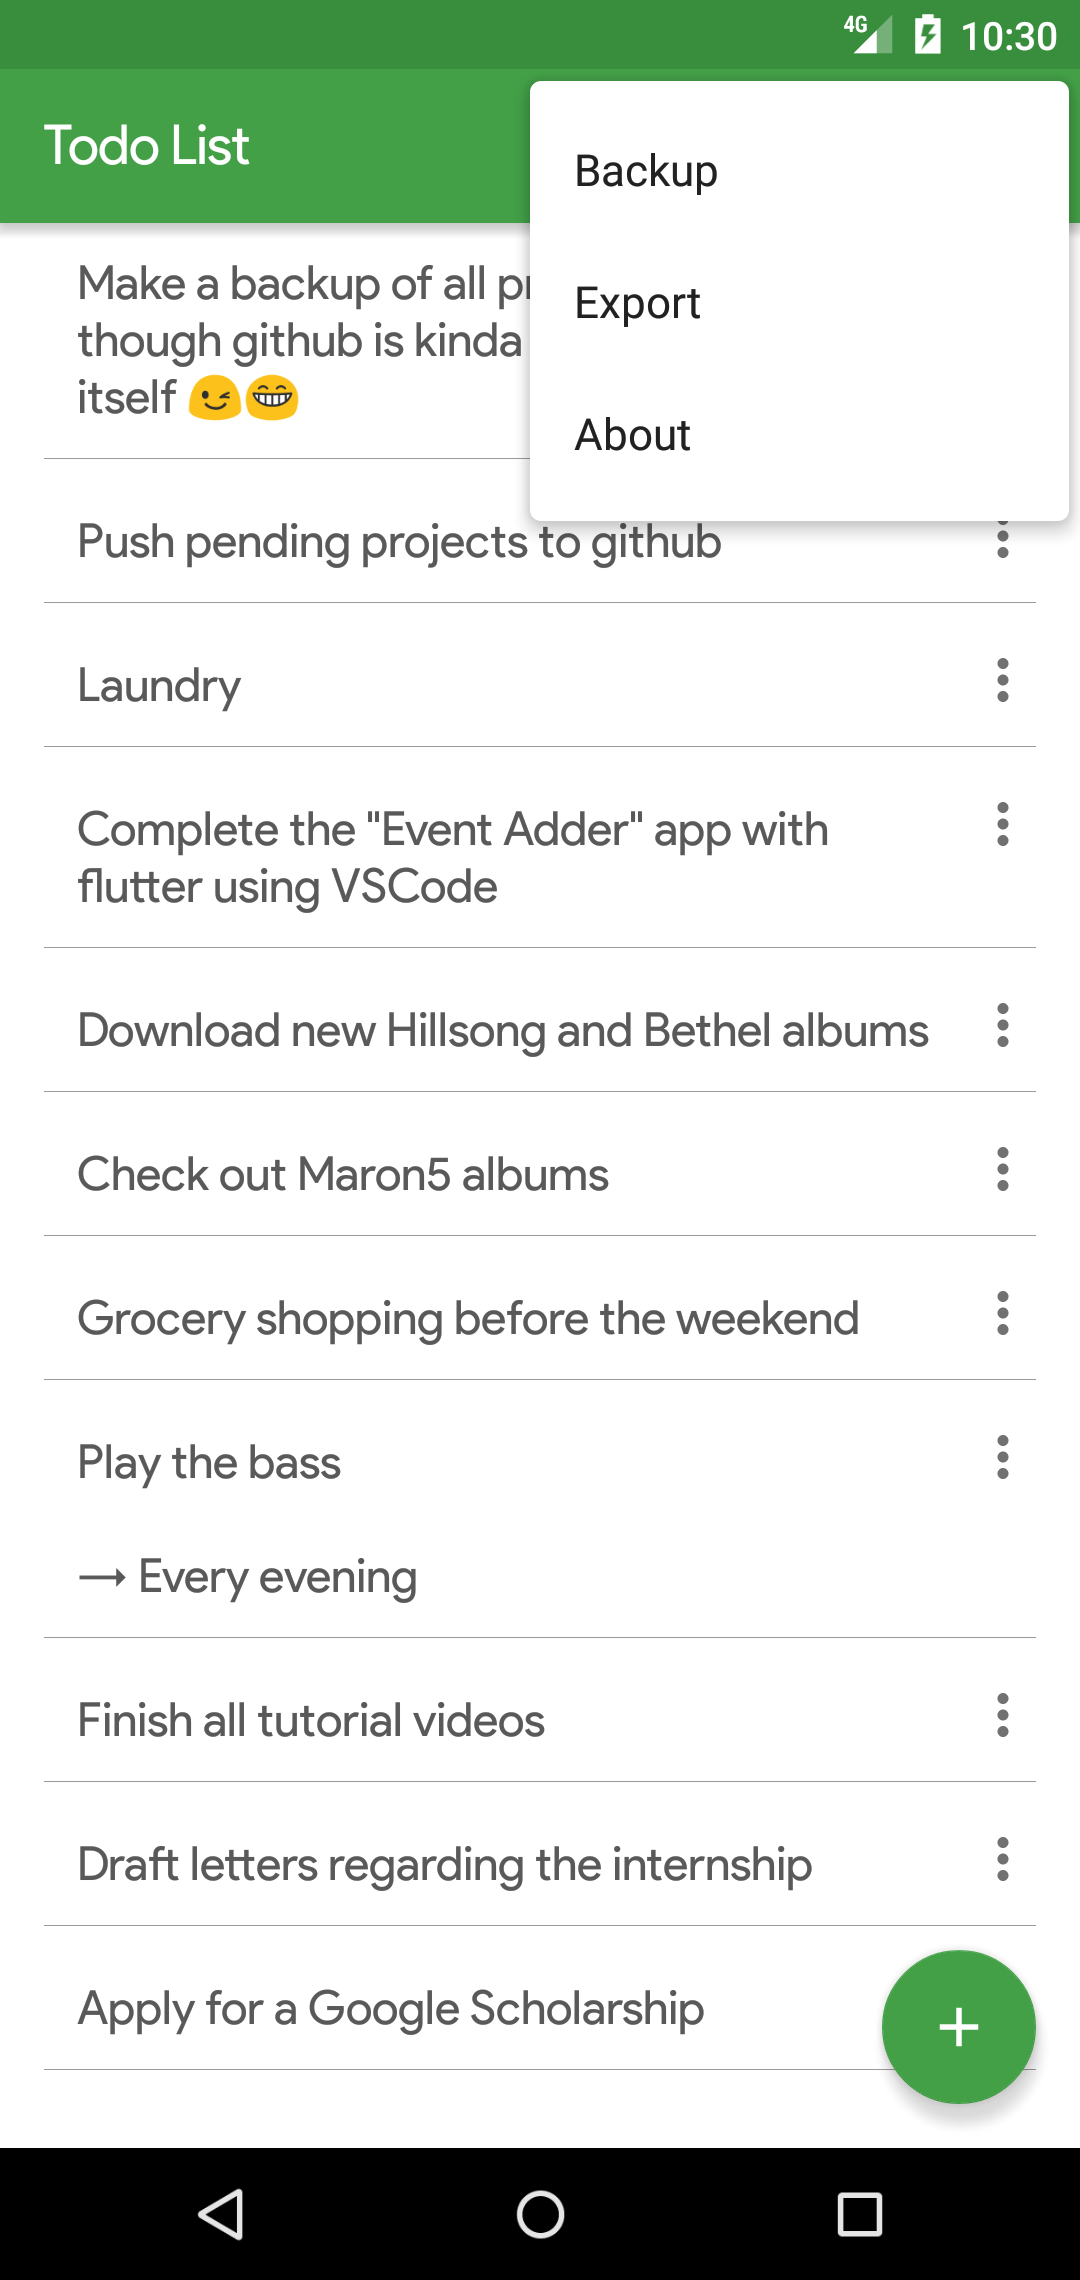 4G 10:30
Todo List
Backup
Export
About
Make a backup of all
though github is kinda
itself 😉😁
Push pending projects to github
Laundry
Complete the "Event Adder" app with
flutter using VSCode
Download new Hillsong and Bethel albums
Check out Maron5 albums
Grocery shopping before the weekend
Play the bass
→ Every evening
Finish all tutorial videos
Draft letters regarding the internship
Apply for a Google Scholarship